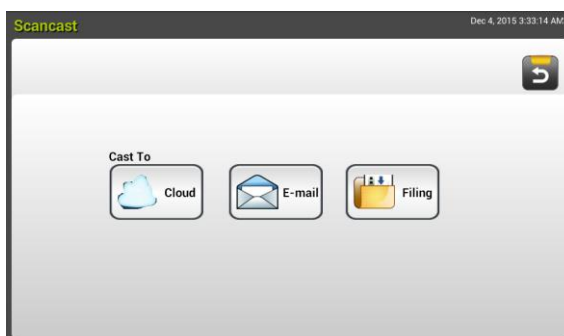 Scancast
Dec 4, 2015 3:33:14 AM
Cast To
Cloud
E-mail
Filing